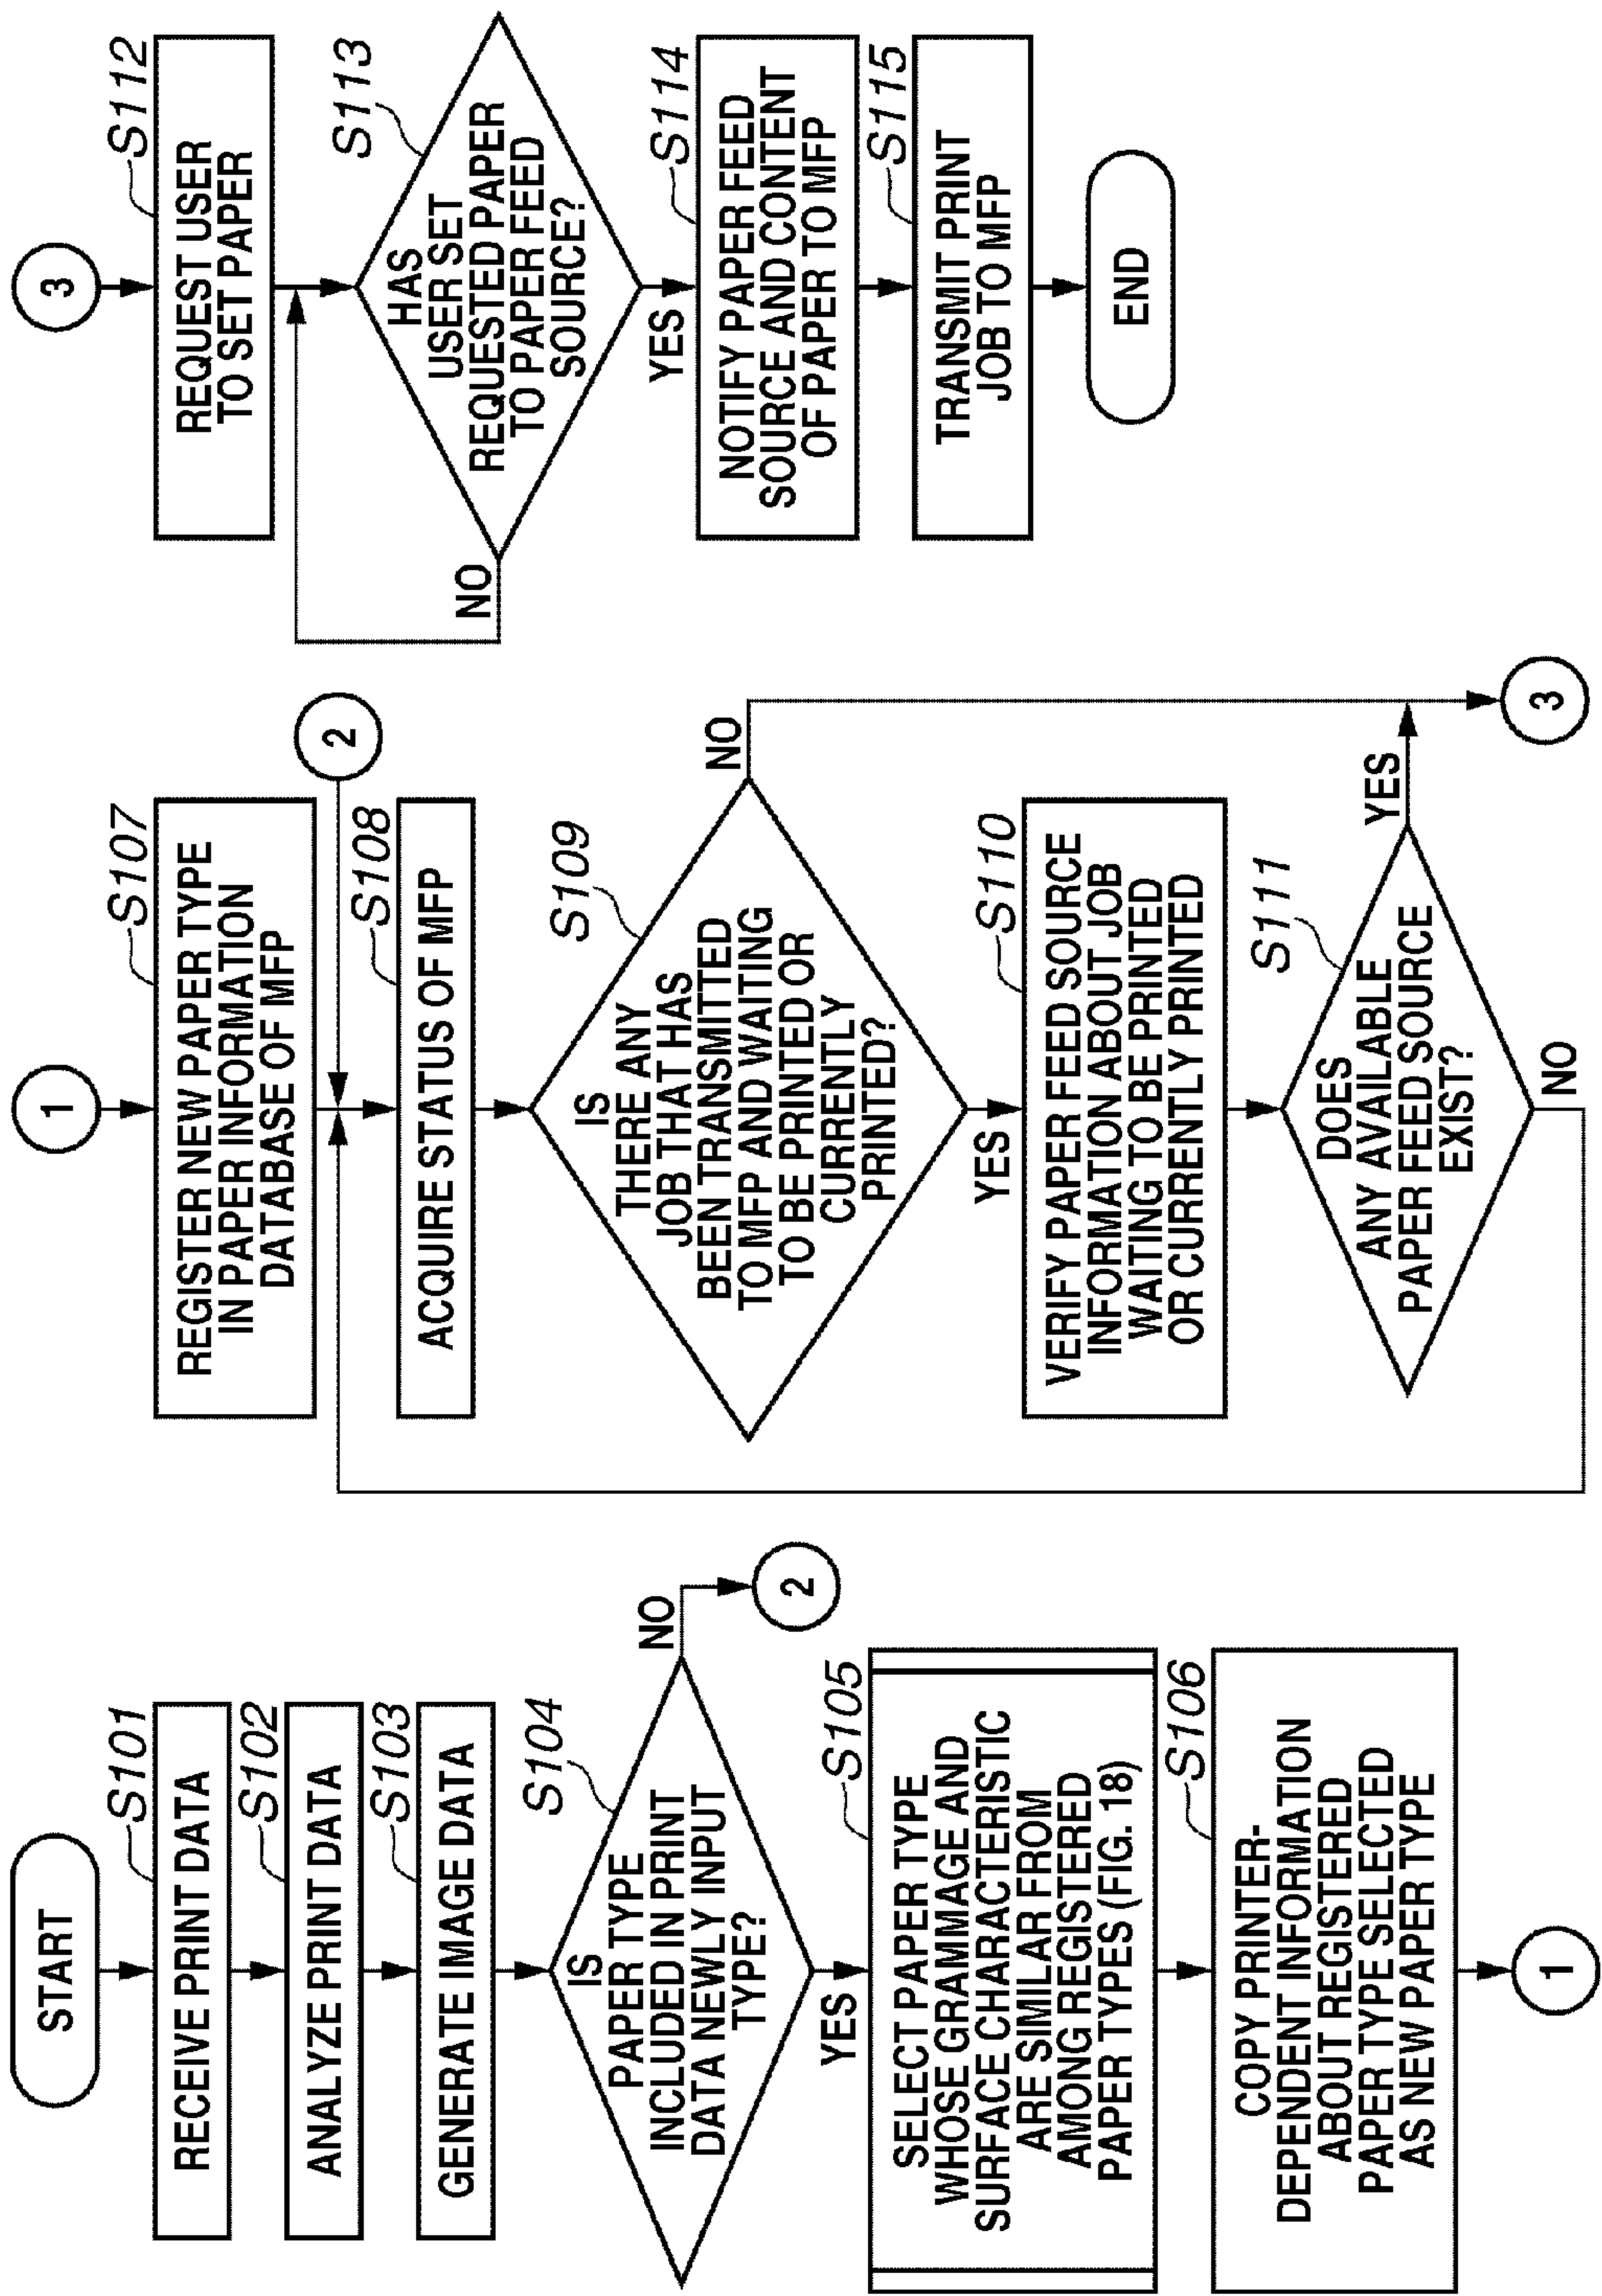 START
S101
RECEIVE PRINT DATA
S102
ANALYZE PRINT DATA
S103
GENERATE IMAGE DATA
S104
IS
PAPER TYPE
INCLUDED IN PRINT
DATA NEWLY INPUT
TYPE?
NO
2
YES
S105
SELECT PAPER TYPE
WHOSE GRAMMAGE AND
SURFACE CHARACTERISTIC
ARE SIMILAR FROM
AMONG REGISTERED
PAPER TYPES (FIG. 18)
S106
COPY PRINTER-
DEPENDENT INFORMATION
ABOUT REGISTERED
PAPER TYPE SELECTED
AS NEW PAPER TYPE
1
1
S107
REGISTER NEW PAPER TYPE
IN PAPER INFORMATION
DATABASE OF MFP
2
S108
ACQUIRE STATUS OF MFP
S109
IS
THERE ANY
JOB THAT HAS
BEEN TRANSMITTED
TO MFP AND WAITING
TO BE PRINTED OR
CURRENTLY
PRINTED?
NO
YES
S110
VERIFY PAPER FEED SOURCE
INFORMATION ABOUT JOB
WAITING TO BE PRINTED
OR CURRENTLY PRINTED
S111
DOES
ANY AVAILABLE
PAPER FEED SOURCE
EXIST?
YES
NO
3
3
S112
REQUEST USER
TO SET PAPER
S113
HAS
USER SET
REQUESTED PAPER
TO PAPER FEED
SOURCE?
NO
YES
S114
NOTIFY PAPER FEED
SOURCE AND CONTENT
OF PAPER TO MFP
S115
TRANSMIT PRINT
JOB TO MFP
END